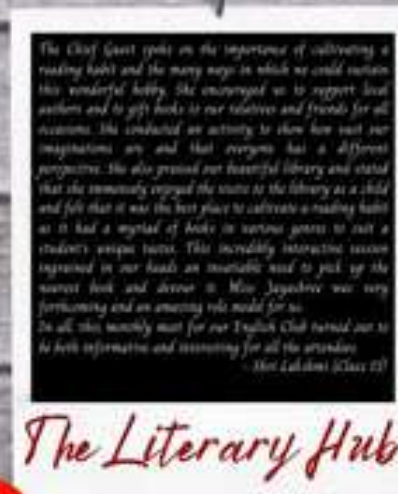 The Chief Guest spoke on the importance of cultivating a
reading habit and the many ways in which we could sustain
this wonderful hobby. She encouraged us to support local
authors and to gift books to our relatives and friends for all
occasions. She conducted an activity to show how vast our
imaginations are and that everyone has a different
perspective. She also praised our beautiful library and stated
that she immensely enjoyed the visits to the library as a child
and felt that it was the best place to cultivate a reading habit
as it had a myriad of books in various genres to suit a
student's unique tastes. This incredibly interactive session
ingrained in our heads an insatiable need to pick up the
nearest book and devour it. Miss Jayashree was very
forthcoming and an amazing role model for us.
In all this monthly meet for our English Club turned out to
be both informative and interesting for all the attendees.
- Shri Lakshmi (Class
The Literary Hub